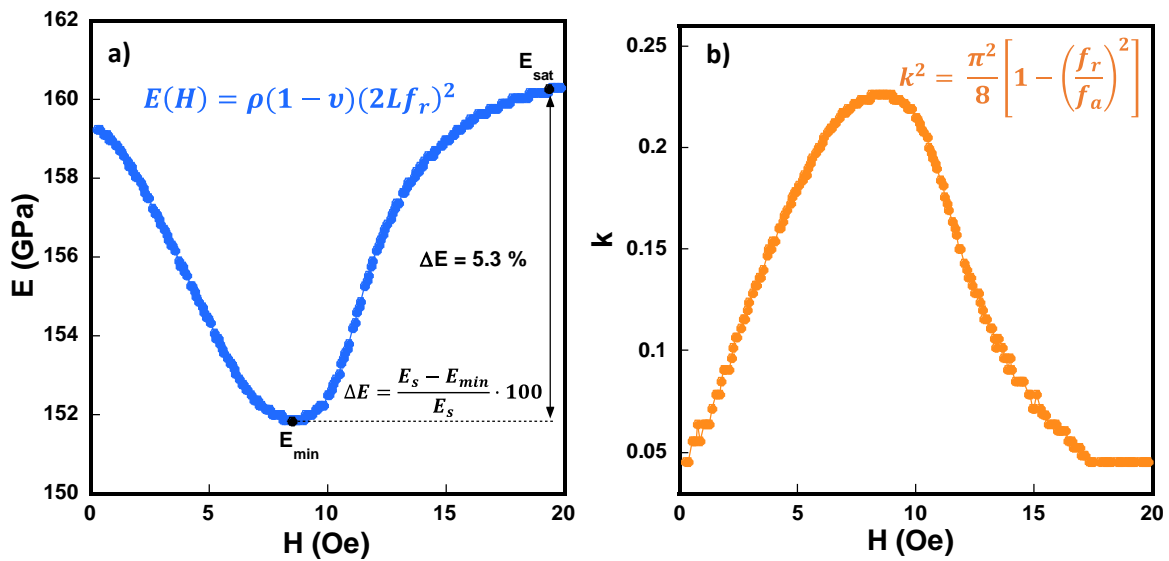 a)
E (GPa)
162
160
158
156
154
152
150
0 5 10 15 20
H (Oe)
E(H) = ρ(1 − υ)(2Lf_r)^2
E_sat
ΔE = 5.3 %
ΔE = (E_s − E_min)/E_s · 100
E_min
b)
k
0.25
0.2
0.15
0.1
0.05
0 5 10 15 20
H (Oe)
k^2 = π^2/8 [1 − (f_r/f_a)^2]